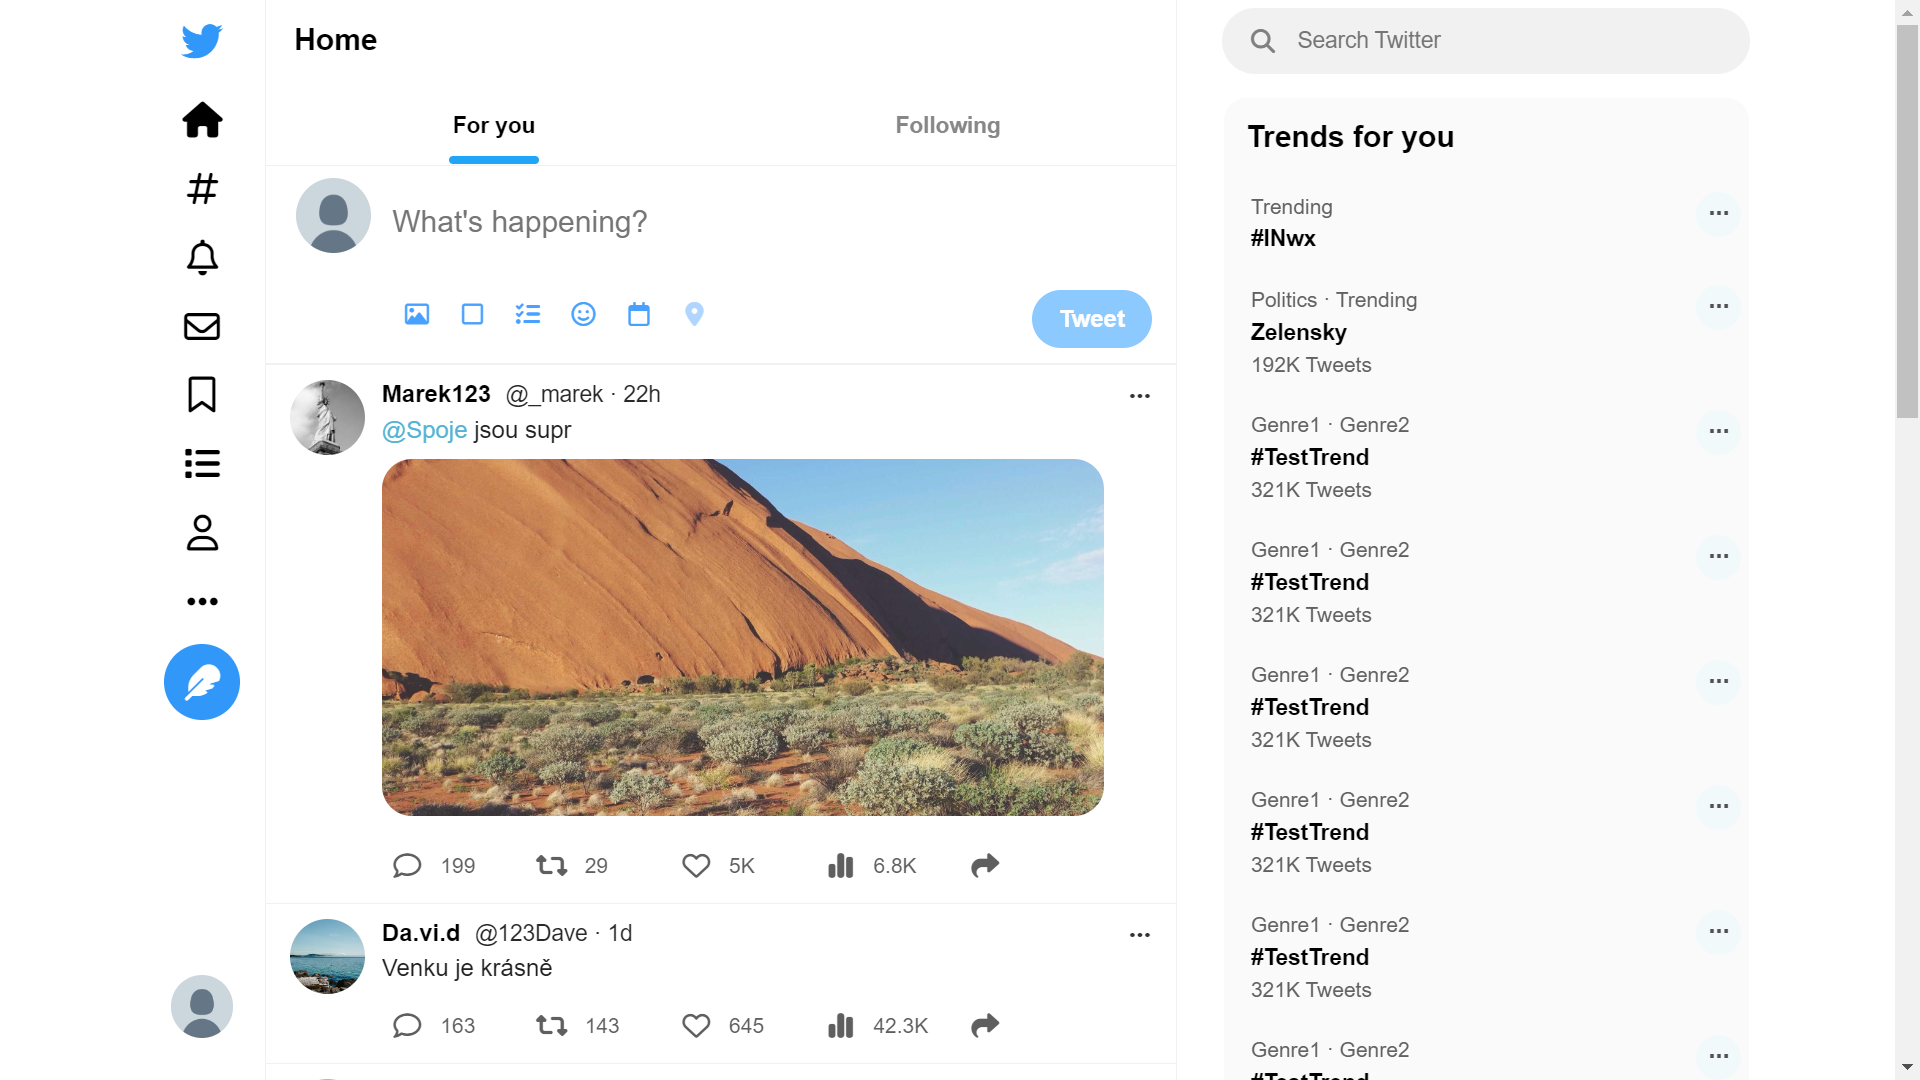 Home
For you
Following
What's happening?
Tweet
Marek123 @_marek · 22h
@Spoje jsou supr
199 29 5K 6.8K
Da.vi.d @123Dave · 1d
Venku je krásně
163 143 645 42.3K
Search Twitter
Trends for you
Trending
#INwx
Politics · Trending
Zelensky
192K Tweets
Genre1 · Genre2
#TestTrend
321K Tweets
Genre1 · Genre2
#TestTrend
321K Tweets
Genre1 · Genre2
#TestTrend
321K Tweets
Genre1 · Genre2
#TestTrend
321K Tweets
Genre1 · Genre2
#TestTrend
321K Tweets
Genre1 · Genre2
#TestTrend